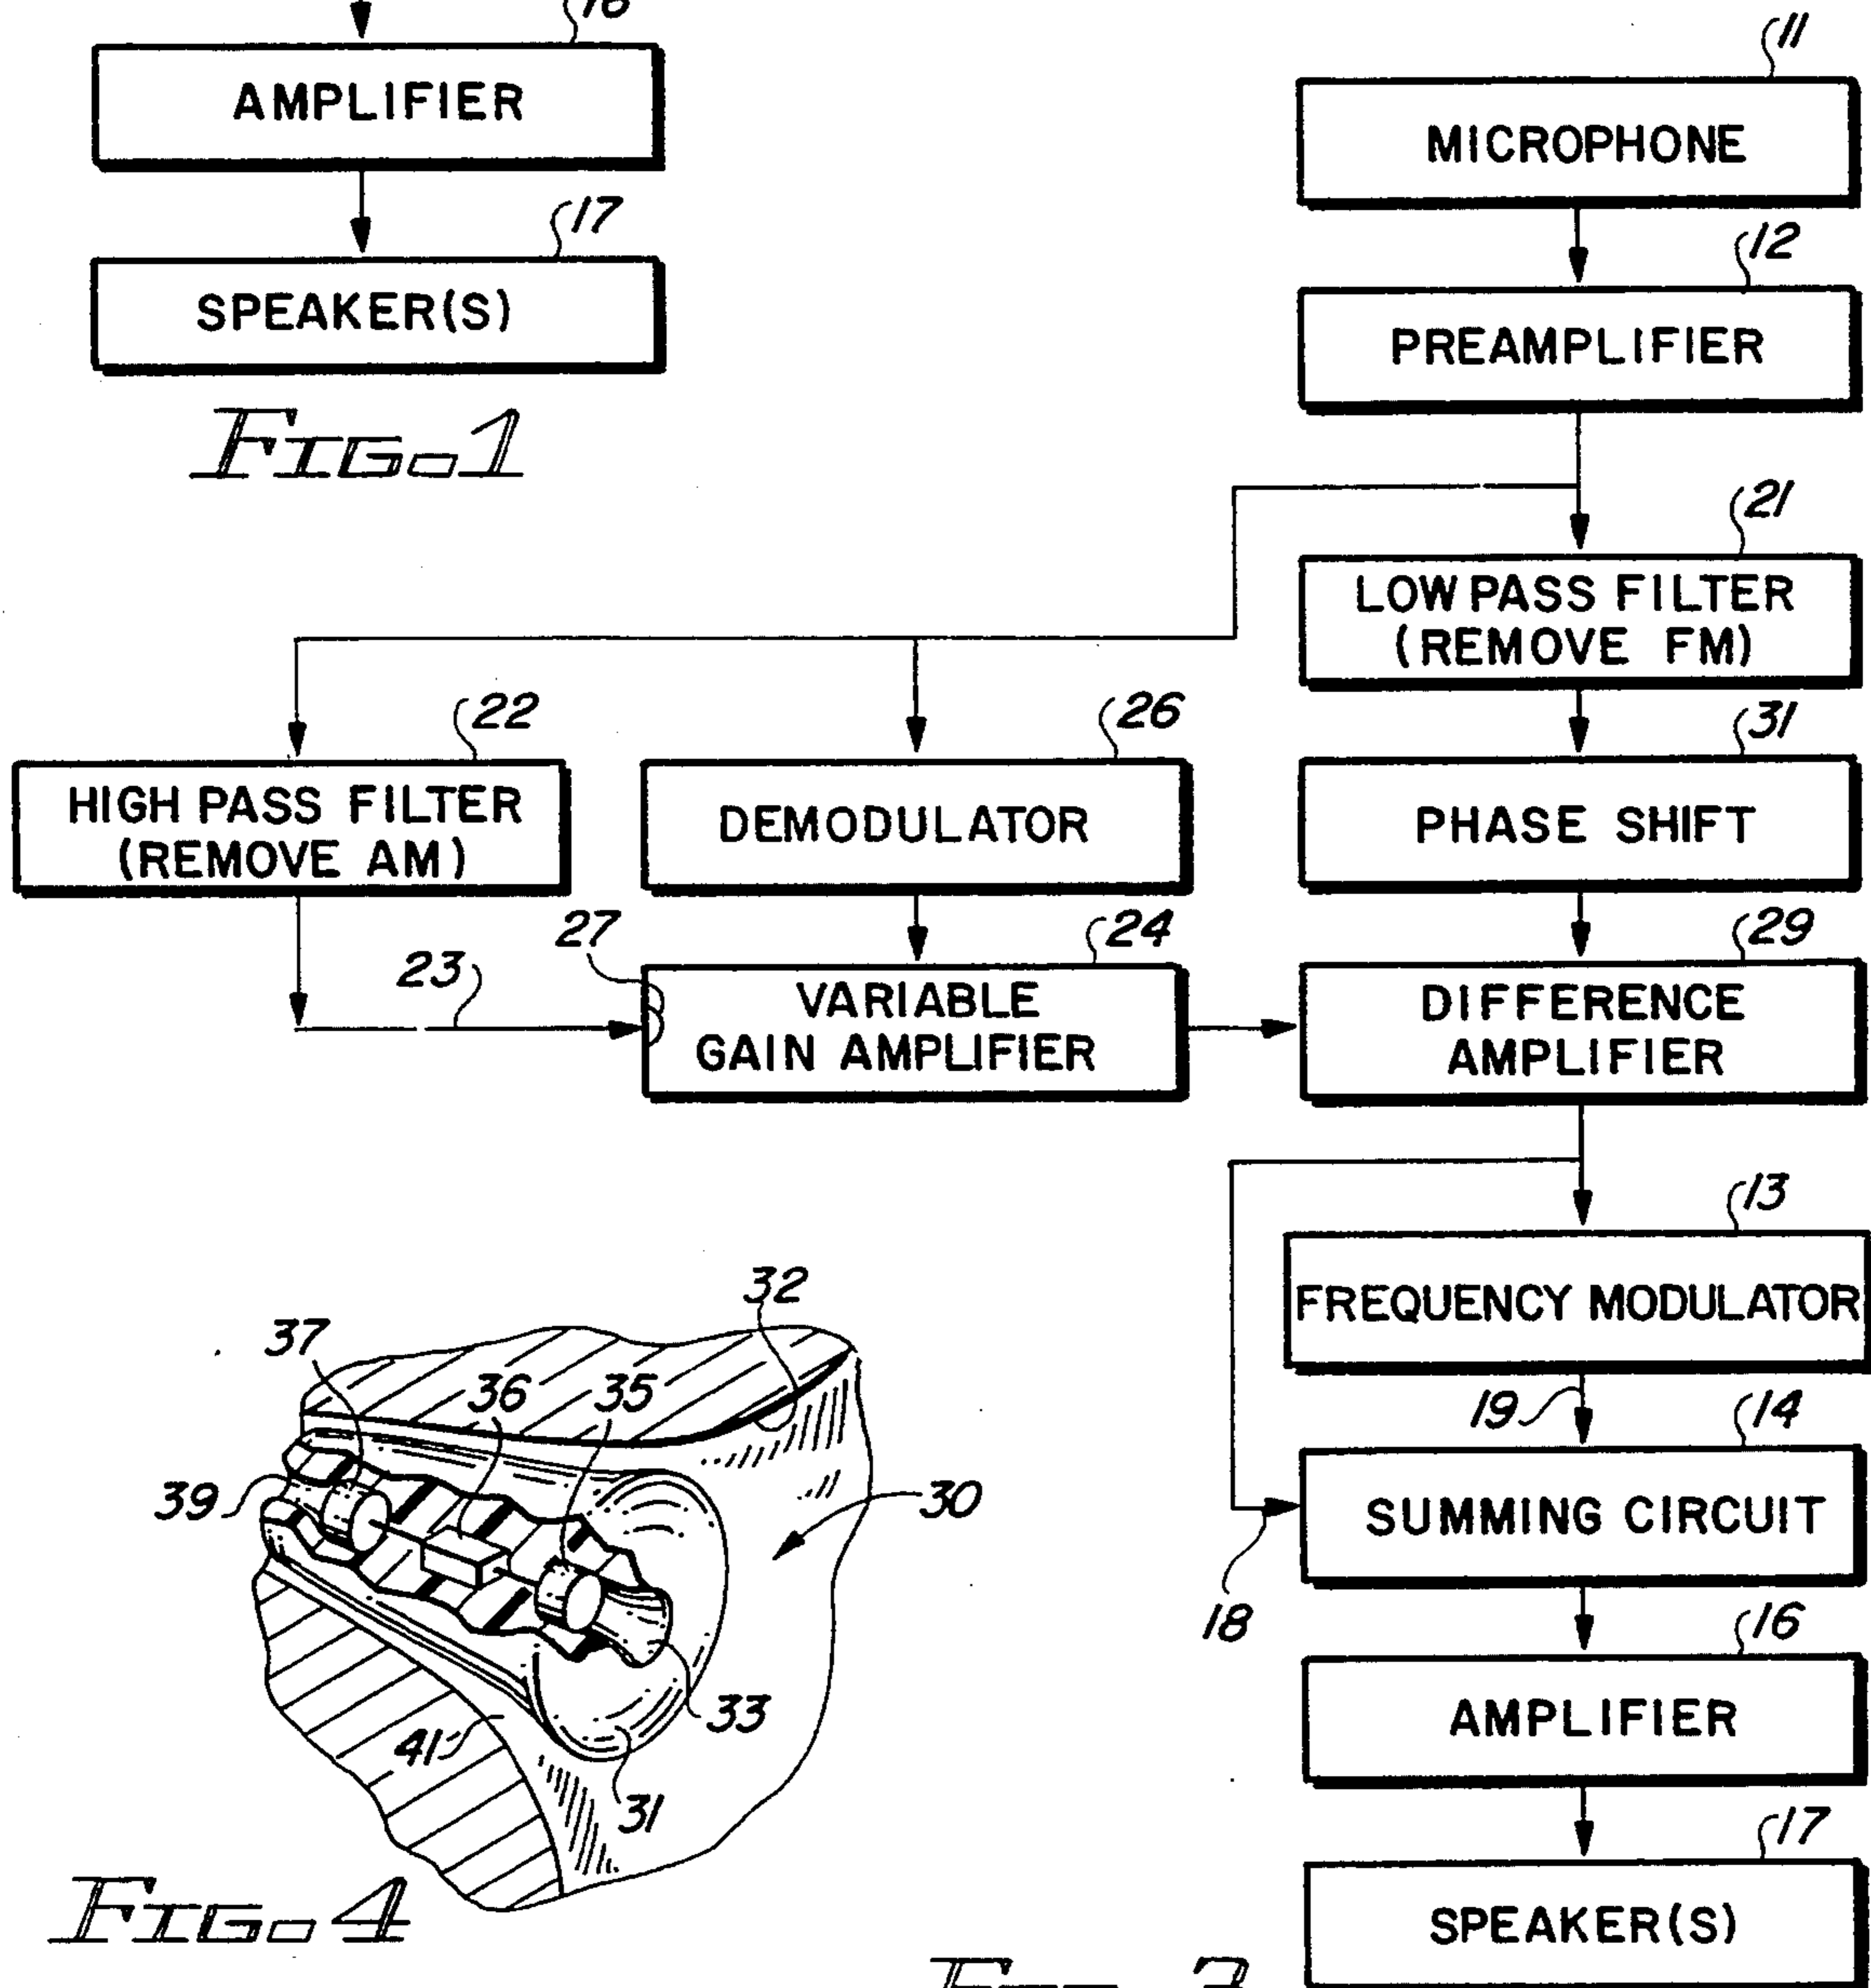 16
AMPLIFIER
17
SPEAKER(S)
FIG. 1
11
MICROPHONE
12
PREAMPLIFIER
21
LOW PASS FILTER
(REMOVE FM)
31
PHASE SHIFT
22
HIGH PASS FILTER
(REMOVE AM)
26
DEMODULATOR
23
27
24
VARIABLE
GAIN AMPLIFIER
29
DIFFERENCE
AMPLIFIER
13
FREQUENCY MODULATOR
19
14
SUMMING CIRCUIT
18
16
AMPLIFIER
17
SPEAKER(S)
32
37
36
35
39
30
33
41
31
FIG. 4